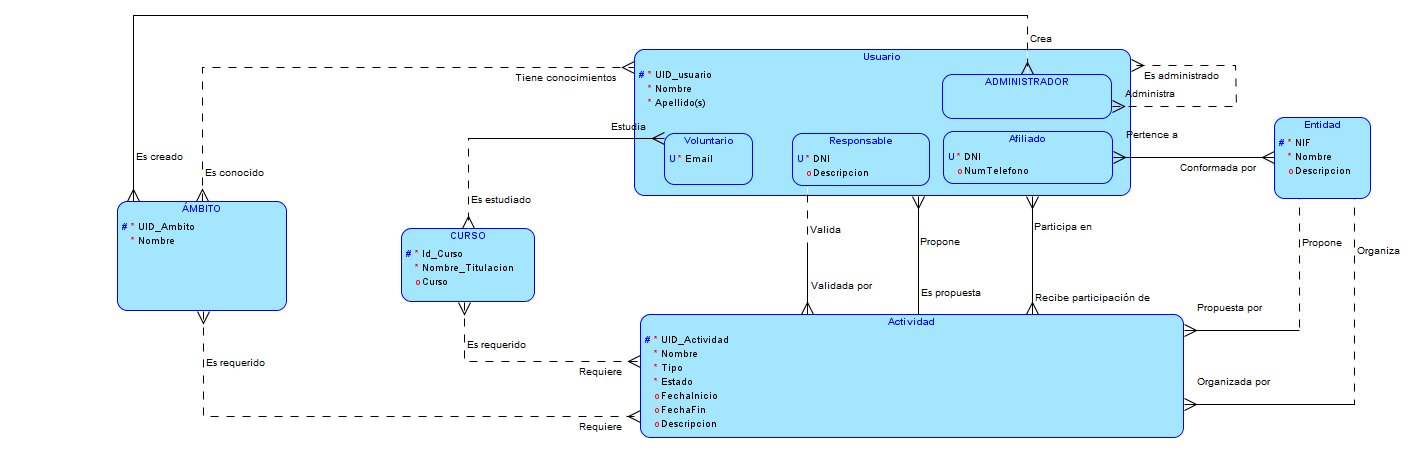 Crea
Usuario
# * UID_usuario
* Nombre
* Apellido(s)
ADMINISTRADOR
Es administrado
Administra
Tiene conocimientos
Estudia
Voluntario
U * Email
Responsable
U * DNI
o Descripcion
Afiliado
U * DNI
o NumTelefono
Pertence a
Conformada por
Entidad
# * NIF
* Nombre
o Descripcion
Es creado
Es conocido
Es estudiado
ÁMBITO
# * UID_Ambito
* Nombre
CURSO
# * Id_Curso
* Nombre_Titulacion
o Curso
Valida
Propone
Participa en
Propone
Organiza
Validada por
Es propuesta
Recibe participación de
Propuesta por
Actividad
# * UID_Actividad
* Nombre
* Tipo
* Estado
o FechaInicio
o FechaFin
o Descripcion
Es requerido
Requiere
Es requerido
Requiere
Organizada por